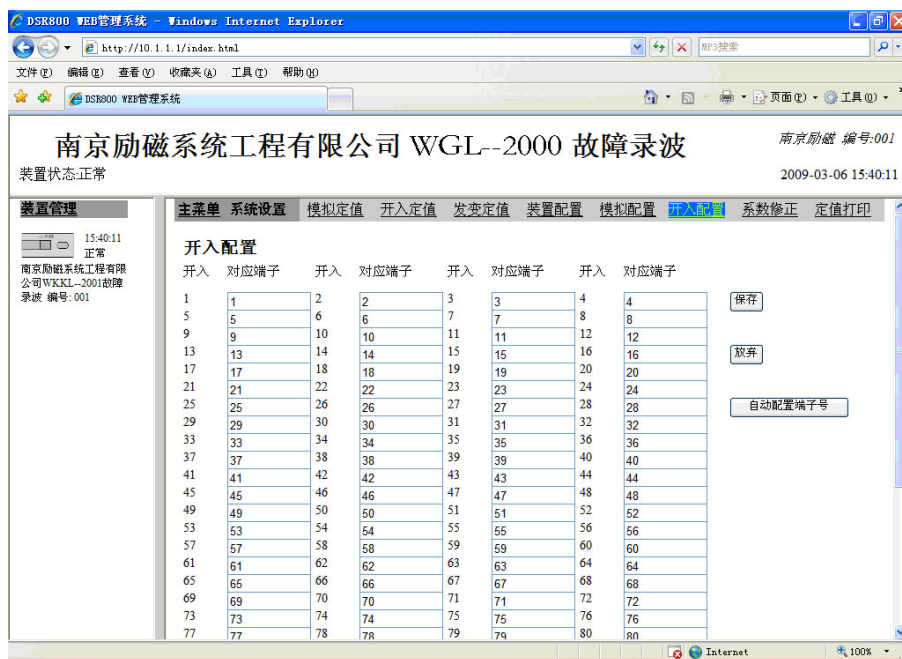 DSR800 WEB管理系统 - Windows Internet Explorer
http://10.1.1.1/index.html
MP3搜索
文件(F) 编辑(E) 查看(V) 收藏夹(A) 工具(T) 帮助(H)
DSR800 WEB管理系统
页面(P) 工具(O)
南京励磁系统工程有限公司 WGL--2000 故障录波
南京励磁 编号:001
装置状态:正常
2009-03-06 15:40:11
装置管理
主菜单 系统设置 模拟定值 开入定值 发变定值 装置配置 模拟配置 开入配置 系数修正 定值打印
15:40:11
正常
南京励磁系统工程有限
公司WKKL--2001故障
录波 编号: 001
开入配置
开入 对应端子 开入 对应端子 开入 对应端子 开入 对应端子
1 1 2 2 3 3 4 4
保存
5 5 6 6 7 7 8 8
9 9 10 10 11 11 12 12
13 13 14 14 15 15 16 16
放弃
17 17 18 18 19 19 20 20
21 21 22 22 23 23 24 24
25 25 26 26 27 27 28 28
自动配置端子号
29 29 30 30 31 31 32 32
33 33 34 34 35 35 36 36
37 37 38 38 39 39 40 40
41 41 42 42 43 43 44 44
45 45 46 46 47 47 48 48
49 49 50 50 51 51 52 52
53 53 54 54 55 55 56 56
57 57 58 58 59 59 60 60
61 61 62 62 63 63 64 64
65 65 66 66 67 67 68 68
69 69 70 70 71 71 72 72
73 73 74 74 75 75 76 76
77 77 78 78 79 79 80 80
Internet 100%